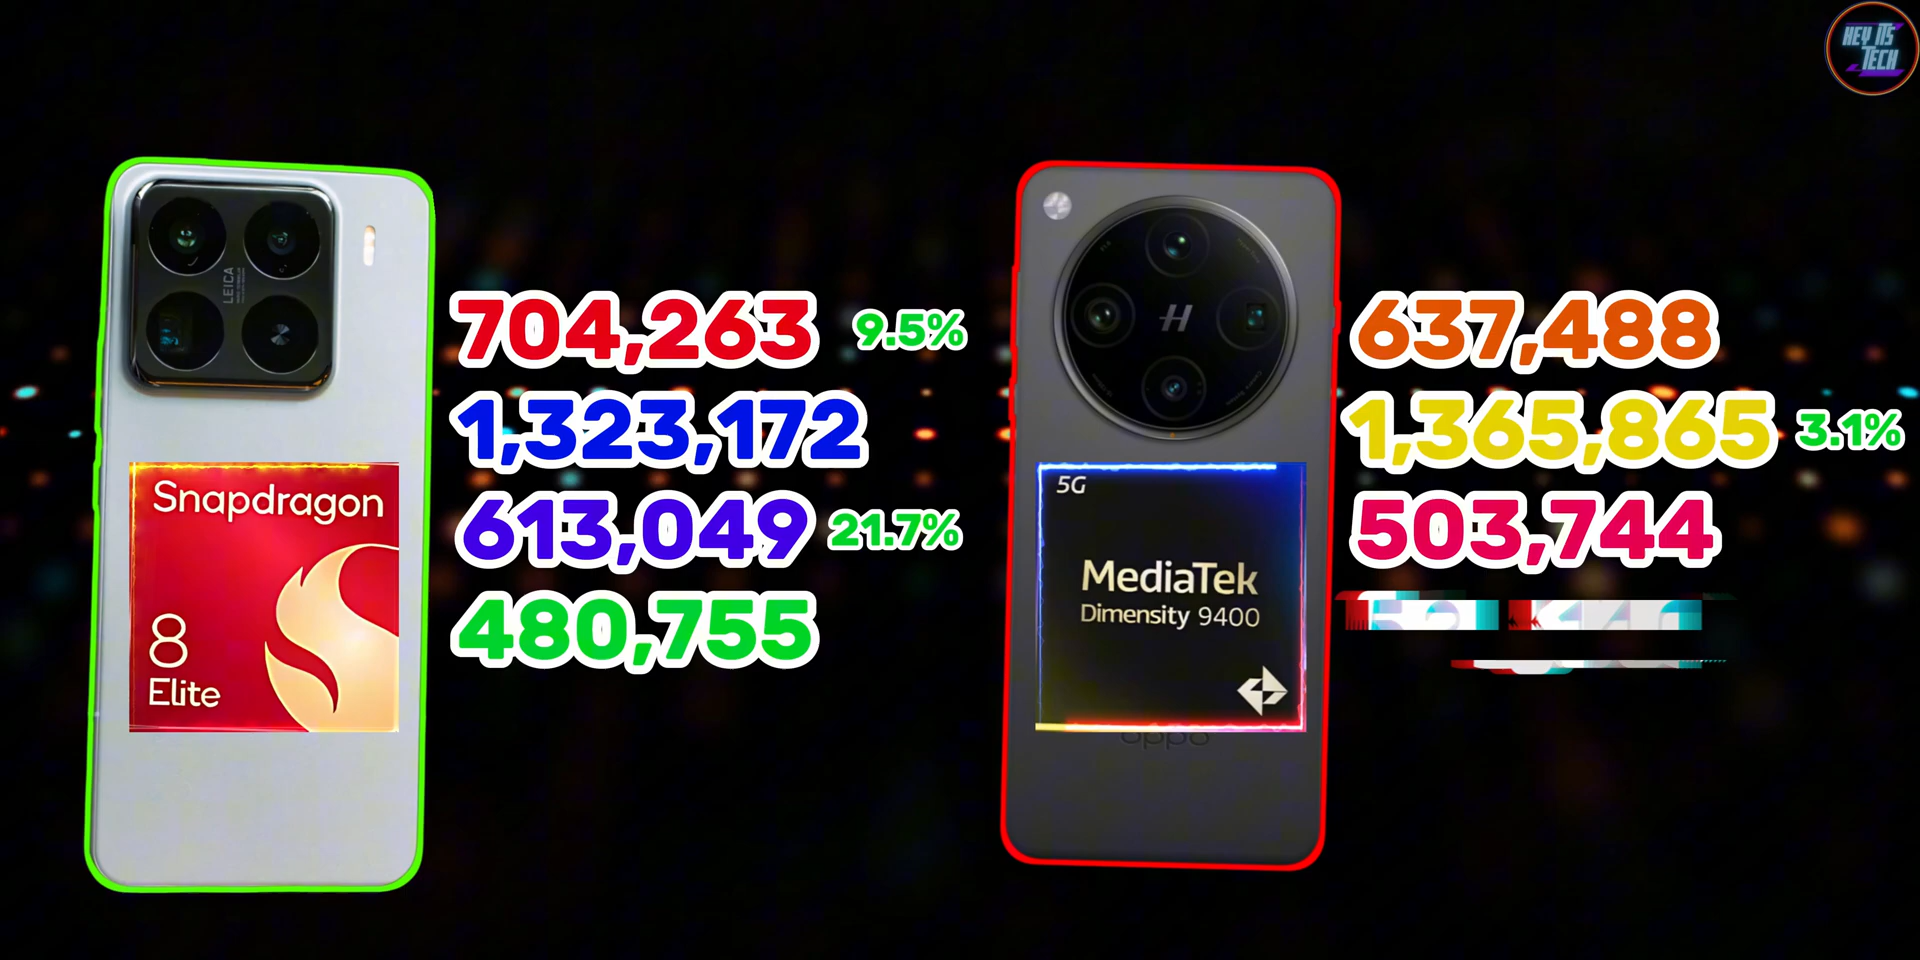 HEY ITS
TECH
LEICA
Snapdragon
8
Elite
704,263 9.5%
1,323,172
613,049 21.7%
480,755
H
5G
MediaTek
Dimensity 9400
oppo
637,488
1,365,865 3.1%
503,744